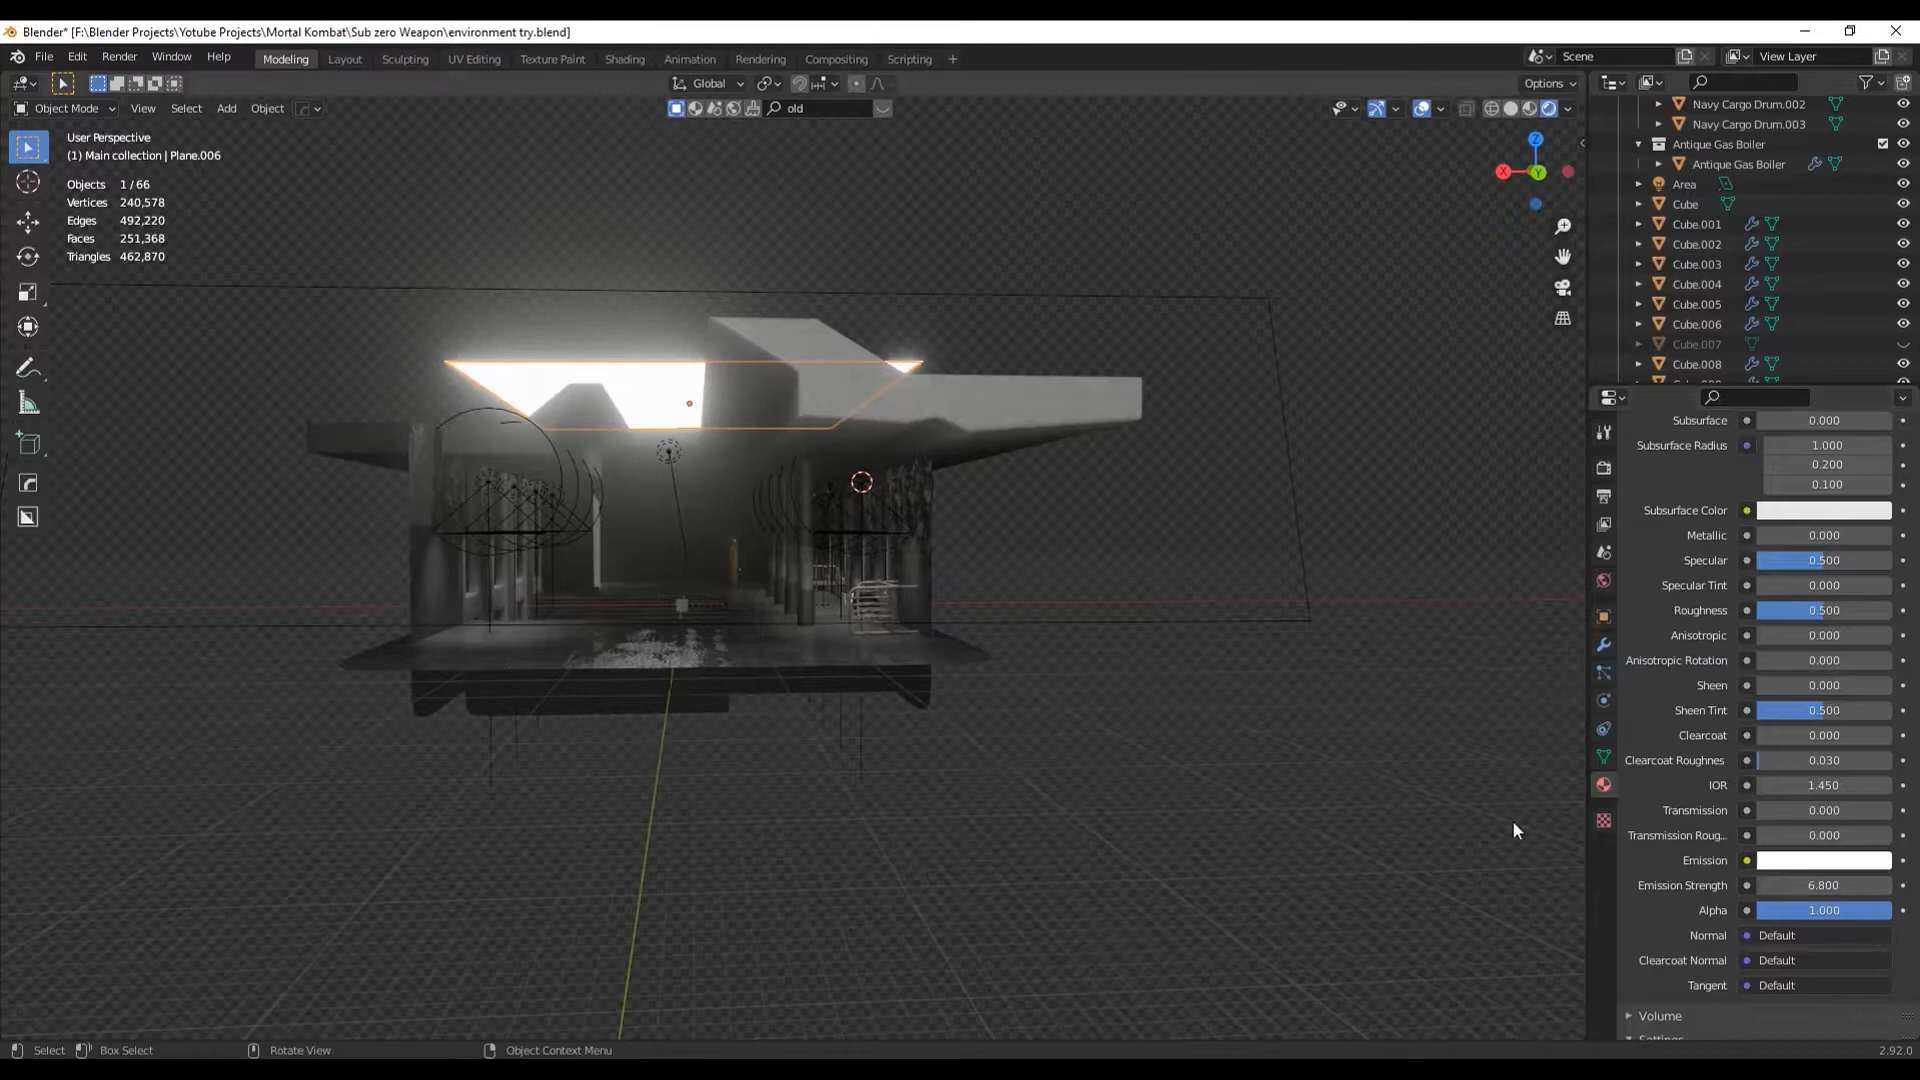 Blender* [F:\Blender Projects\Yotube Projects\Mortal Kombat\Sub zero Weapon\environment try.blend]
File Edit Render Window Help Modeling Layout Sculpting UV Editing Texture Paint Shading Animation Rendering Compositing Scripting + Scene View Layer
Global Options
Object Mode View Select Add Object old
User Perspective
(1) Main collection | Plane.006
Objects 1 / 66
Vertices 240,578
Edges 492,220
Faces 251,368
Triangles 462,870
Z
X
Y
Navy Cargo Drum.002
Navy Cargo Drum.003
Antique Gas Boiler
Antique Gas Boiler
Area
Cube
Cube.001
Cube.002
Cube.003
Cube.004
Cube.005
Cube.006
Cube.007
Cube.008
Subsurface 0.000
Subsurface Radius 1.000
0.200
0.100
Subsurface Color
Metallic 0.000
Specular 0.500
Specular Tint 0.000
Roughness 0.500
Anisotropic 0.000
Anisotropic Rotation 0.000
Sheen 0.000
Sheen Tint 0.500
Clearcoat 0.000
Clearcoat Roughnes 0.030
IOR 1.450
Transmission 0.000
Transmission Roug... 0.000
Emission
Emission Strength 6.800
Alpha 1.000
Normal Default
Clearcoat Normal Default
Tangent Default
Volume
Select Box Select Rotate View Object Context Menu 2.92.0